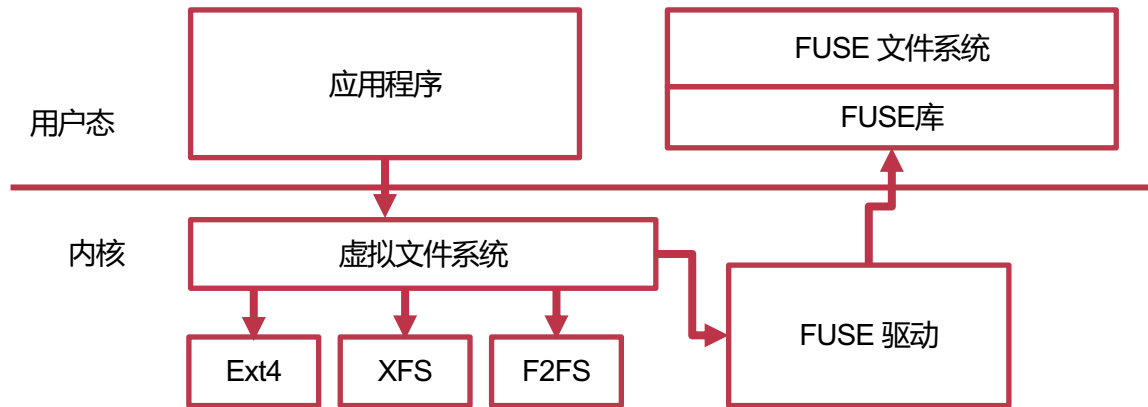 应用程序
FUSE 文件系统
FUSE库
用户态
内核
虚拟文件系统
FUSE 驱动
Ext4
XFS
F2FS